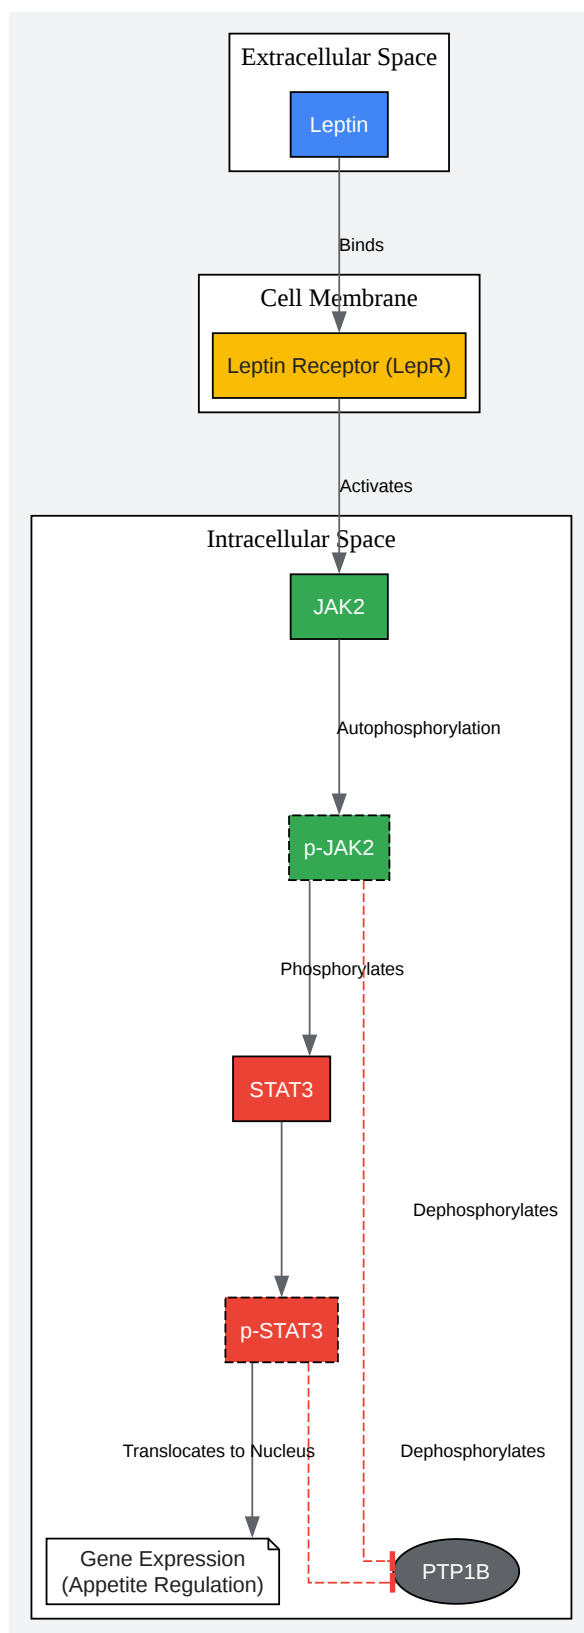 Extracellular Space
Leptin
Binds
Cell Membrane
Leptin Receptor (LepR)
Activates
Intracellular Space
JAK2
Autophosphorylation
p-JAK2
Phosphorylates
STAT3
Dephosphorylates
p-STAT3
Translocates to Nucleus
Dephosphorylates
Gene Expression
(Appetite Regulation)
PTP1B